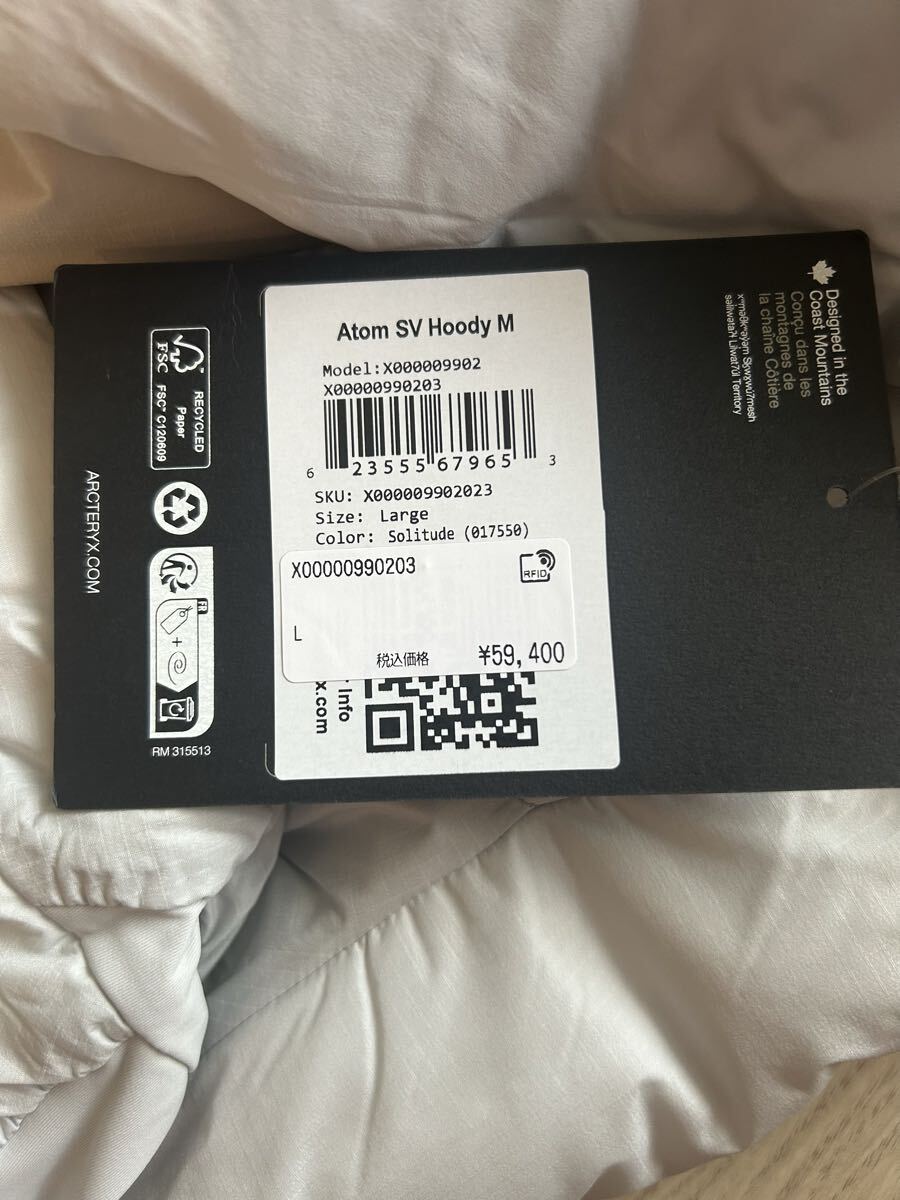 Atom SV Hoody M
Model:X000009902
X00000990203
6 23555 67965 3
SKU: X000009902023
Size: Large
Color: Solitude (017550)
X00000990203
RFID
L
税込価格 ¥59,400
r Info
x.com
Designed in the
Coast Mountains
Conçu dans les
montagnes de
la chaîne Côtière
FSC
RECYCLED
Paper
FSC® C120609
FR
+
RM 315513
ARCTERYX.COM